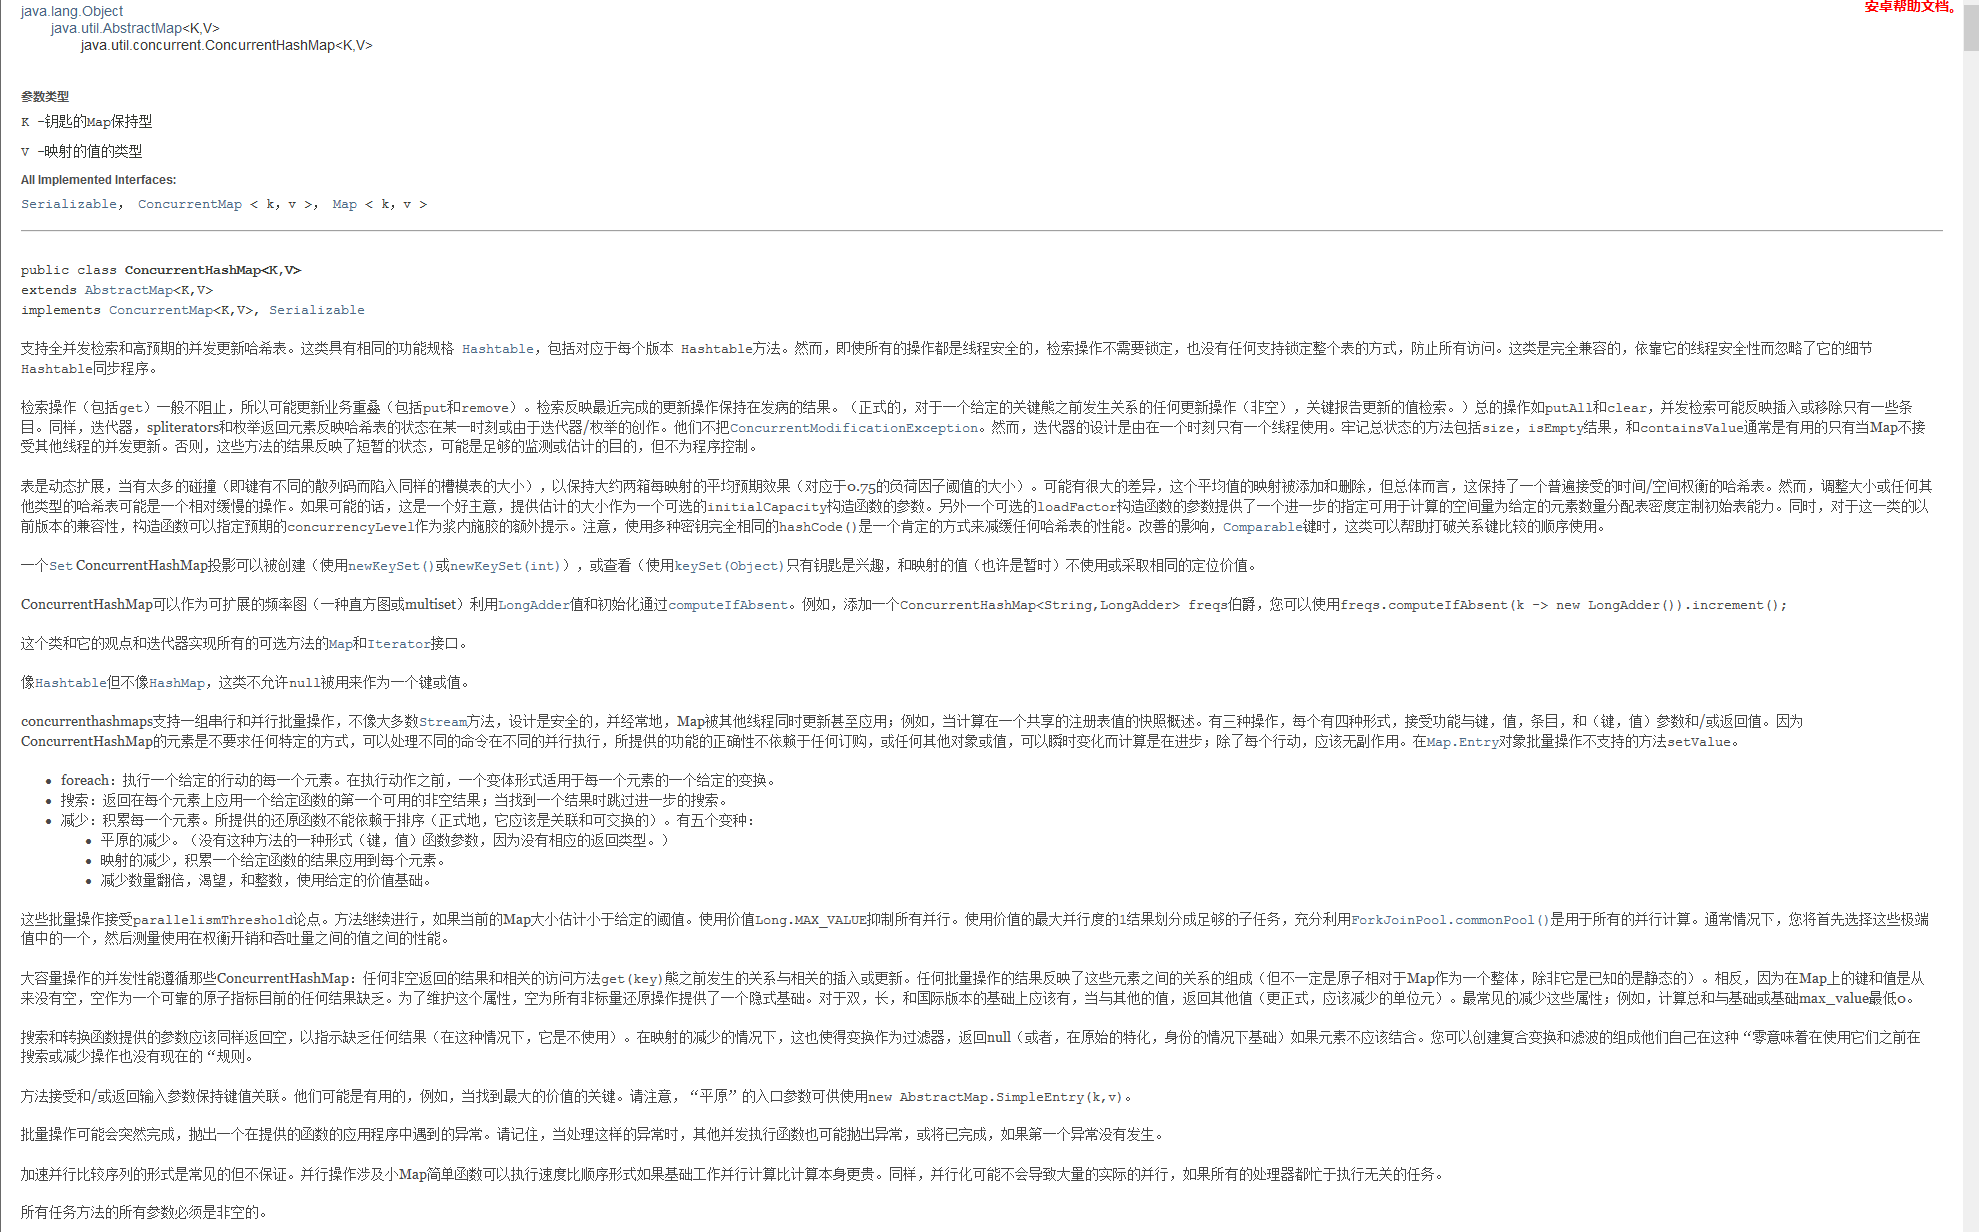 java.lang.Object
安卓帮助文档。
java.util.AbstractMap<K,V>
java.util.concurrent.ConcurrentHashMap<K,V>
参数类型
K -钥匙的Map保持型
V -映射的值的类型
All Implemented Interfaces:
Serializable， ConcurrentMap < k，v >， Map < k，v >
public class ConcurrentHashMap<K,V>
extends AbstractMap<K,V>
implements ConcurrentMap<K,V>, Serializable
支持全并发检索和高预期的并发更新哈希表。这类具有相同的功能规格 Hashtable，包括对应于每个版本 Hashtable方法。然而，即使所有的操作都是线程安全的，检索操作不需要锁定，也没有任何支持锁定整个表的方式，防止所有访问。这类是完全兼容的，依靠它的线程安全性而忽略了它的细节
Hashtable同步程序。
检索操作（包括get）一般不阻止，所以可能更新业务重叠（包括put和remove）。检索反映最近完成的更新操作保持在发病的结果。（正式的，对于一个给定的关键熊之前发生关系的任何更新操作（非空），关键报告更新的值检索。）总的操作如putAll和clear，并发检索可能反映插入或移除只有一些条
目。同样，迭代器，spliterators和枚举返回元素反映哈希表的状态在某一时刻或由于迭代器/枚举的创作。他们不把ConcurrentModificationException。然而，迭代器的设计是由在一个时刻只有一个线程使用。牢记总状态的方法包括size，isEmpty结果，和containsValue通常是有用的只有当Map不接
受其他线程的并发更新。否则，这些方法的结果反映了短暂的状态，可能是足够的监测或估计的目的，但不为程序控制。
表是动态扩展，当有太多的碰撞（即键有不同的散列码而陷入同样的槽模表的大小），以保持大约两箱每映射的平均预期效果（对应于0.75的负荷因子阈值的大小）。可能有很大的差异，这个平均值的映射被添加和删除，但总体而言，这保持了一个普遍接受的时间/空间权衡的哈希表。然而，调整大小或任何其
他类型的哈希表可能是一个相对缓慢的操作。如果可能的话，这是一个好主意，提供估计的大小作为一个可选的initialCapacity构造函数的参数。另外一个可选的loadFactor构造函数的参数提供了一个进一步的指定可用于计算的空间量为给定的元素数量分配表密度定制初始表能力。同时，对于这一类的以
前版本的兼容性，构造函数可以指定预期的concurrencyLevel作为浆内施胶的额外提示。注意，使用多种密钥完全相同的hashCode()是一个肯定的方式来减缓任何哈希表的性能。改善的影响，Comparable键时，这类可以帮助打破关系键比较的顺序使用。
一个Set ConcurrentHashMap投影可以被创建（使用newKeySet()或newKeySet(int)），或查看（使用keySet(Object)只有钥匙是兴趣，和映射的值（也许是暂时）不使用或采取相同的定位价值。
ConcurrentHashMap可以作为可扩展的频率图（一种直方图或multiset）利用LongAdder值和初始化通过computeIfAbsent。例如，添加一个ConcurrentHashMap<String,LongAdder> freqs伯爵，您可以使用freqs.computeIfAbsent(k -> new LongAdder()).increment();
这个类和它的观点和迭代器实现所有的可选方法的Map和Iterator接口。
像Hashtable但不像HashMap，这类不允许null被用来作为一个键或值。
concurrenthashmaps支持一组串行和并行批量操作，不像大多数Stream方法，设计是安全的，并经常地，Map被其他线程同时更新甚至应用；例如，当计算在一个共享的注册表值的快照概述。有三种操作，每个有四种形式，接受功能与键，值，条目，和（键，值）参数和/或返回值。因为
ConcurrentHashMap的元素是不要求任何特定的方式，可以处理不同的命令在不同的并行执行，所提供的功能的正确性不依赖于任何订购，或任何其他对象或值，可以瞬时变化而计算是在进步；除了每个行动，应该无副作用。在Map.Entry对象批量操作不支持的方法setValue。
• foreach：执行一个给定的行动的每一个元素。在执行动作之前，一个变体形式适用于每一个元素的一个给定的变换。
• 搜索：返回在每个元素上应用一个给定函数的第一个可用的非空结果；当找到一个结果时跳过进一步的搜索。
• 减少：积累每一个元素。所提供的还原函数不能依赖于排序（正式地，它应该是关联和可交换的）。有五个变种：
• 平原的减少。（没有这种方法的一种形式（键，值）函数参数，因为没有相应的返回类型。）
• 映射的减少，积累一个给定函数的结果应用到每个元素。
• 减少数量翻倍，渴望，和整数，使用给定的价值基础。
这些批量操作接受parallelismThreshold论点。方法继续进行，如果当前的Map大小估计小于给定的阈值。使用价值Long.MAX_VALUE抑制所有并行。使用价值的最大并行度的1结果划分成足够的子任务，充分利用ForkJoinPool.commonPool()是用于所有的并行计算。通常情况下，您将首先选择这些极端
值中的一个，然后测量使用在权衡开销和吞吐量之间的值之间的性能。
大容量操作的并发性能遵循那些ConcurrentHashMap：任何非空返回的结果和相关的访问方法get(key)熊之前发生的关系与相关的插入或更新。任何批量操作的结果反映了这些元素之间的关系的组成（但不一定是原子相对于Map作为一个整体，除非它是已知的是静态的）。相反，因为在Map上的键和值是从
来没有空，空作为一个可靠的原子指标目前的任何结果缺乏。为了维护这个属性，空为所有非标量还原操作提供了一个隐式基础。对于双，长，和国际版本的基础上应该有，当与其他的值，返回其他值（更正式，应该减少的单位元）。最常见的减少这些属性；例如，计算总和与基础或基础max_value最低0。
搜索和转换函数提供的参数应该同样返回空，以指示缺乏任何结果（在这种情况下，它是不使用）。在映射的减少的情况下，这也使得变换作为过滤器，返回null（或者，在原始的特化，身份的情况下基础）如果元素不应该结合。您可以创建复合变换和滤波的组成他们自己在这种“零意味着在使用它们之前在
搜索或减少操作也没有现在的“规则。
方法接受和/或返回输入参数保持键值关联。他们可能是有用的，例如，当找到最大的价值的关键。请注意，“平原”的入口参数可供使用new AbstractMap.SimpleEntry(k,v)。
批量操作可能会突然完成，抛出一个在提供的函数的应用程序中遇到的异常。请记住，当处理这样的异常时，其他并发执行函数也可能抛出异常，或将已完成，如果第一个异常没有发生。
加速并行比较序列的形式是常见的但不保证。并行操作涉及小Map简单函数可以执行速度比顺序形式如果基础工作并行计算比计算本身更贵。同样，并行化可能不会导致大量的实际的并行，如果所有的处理器都忙于执行无关的任务。
所有任务方法的所有参数必须是非空的。